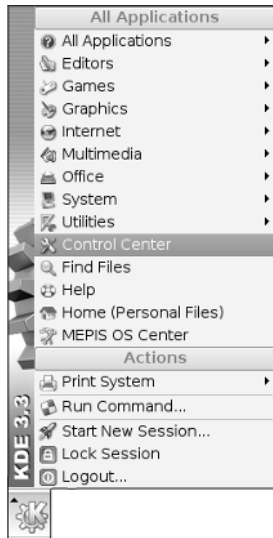 All Applications
All Applications
Editors
Games
Graphics
Internet
Multimedia
Office
System
Utilities
Control Center
Find Files
Help
Home (Personal Files)
MEPIS OS Center
Actions
Print System
Run Command...
Start New Session...
Lock Session
Logout...
KDE 3.3